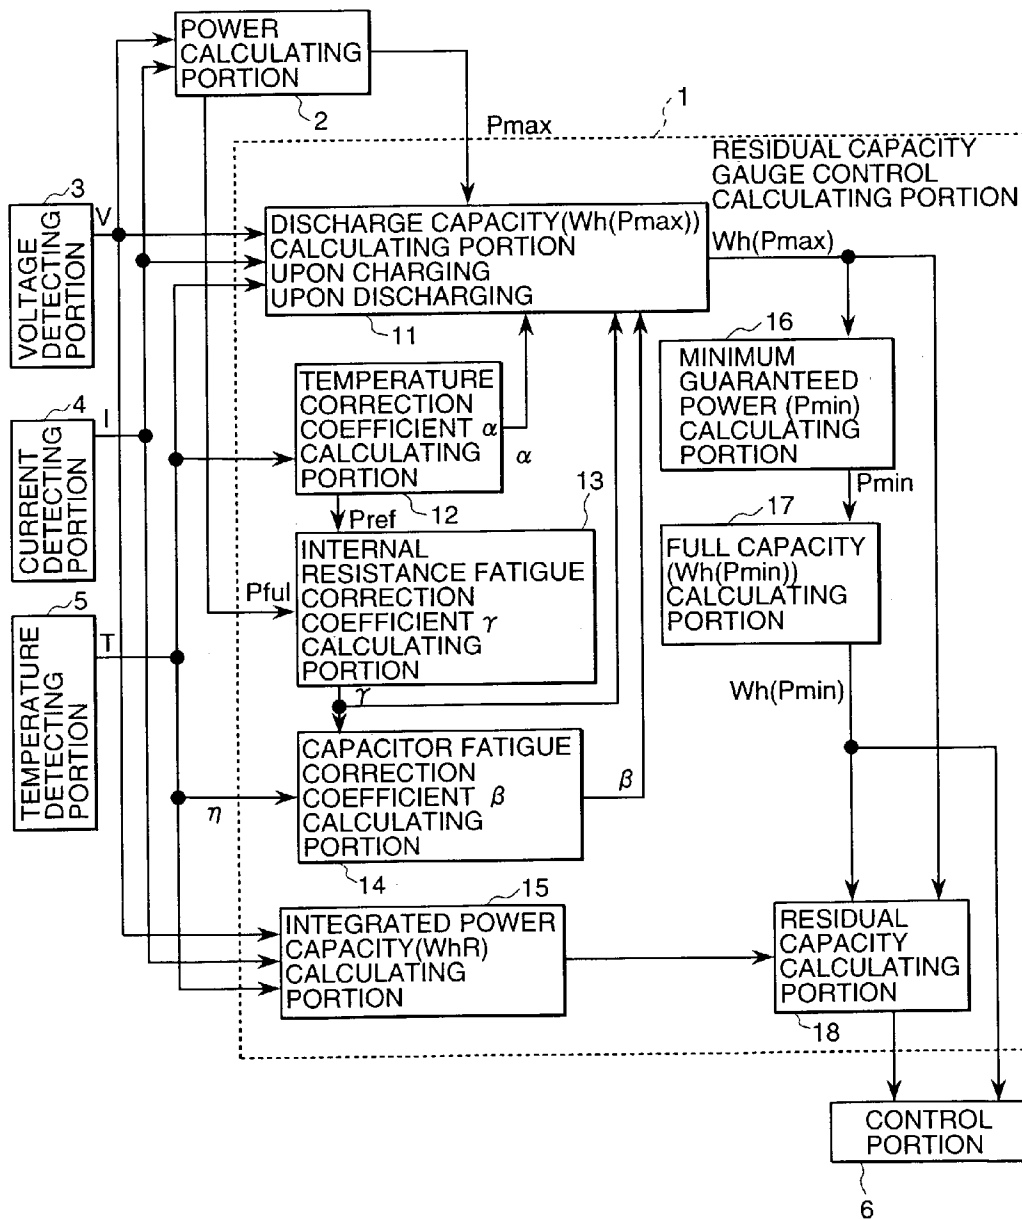 POWER
CALCULATING
PORTION
2
1
Pmax
RESIDUAL CAPACITY
GAUGE CONTROL
CALCULATING PORTION
3
VOLTAGE
DETECTING
PORTION
V
DISCHARGE CAPACITY(Wh(Pmax))
CALCULATING PORTION
UPON CHARGING
UPON DISCHARGING
11
Wh(Pmax)
16
MINIMUM
GUARANTEED
POWER (Pmin)
CALCULATING
PORTION
Pmin
4
CURRENT
DETECTING
PORTION
I
TEMPERATURE
CORRECTION
COEFFICIENT α
CALCULATING
PORTION
α
12
Pref
13
INTERNAL
RESISTANCE FATIGUE
CORRECTION
COEFFICIENT γ
CALCULATING
PORTION
Pful
γ
17
FULL CAPACITY
(Wh(Pmin))
CALCULATING
PORTION
Wh(Pmin)
5
TEMPERATURE
DETECTING
PORTION
T
η
CAPACITOR FATIGUE
CORRECTION
COEFFICIENT β
CALCULATING
PORTION
β
14
15
INTEGRATED POWER
CAPACITY(WhR)
CALCULATING
PORTION
RESIDUAL
CAPACITY
CALCULATING
PORTION
18
CONTROL
PORTION
6